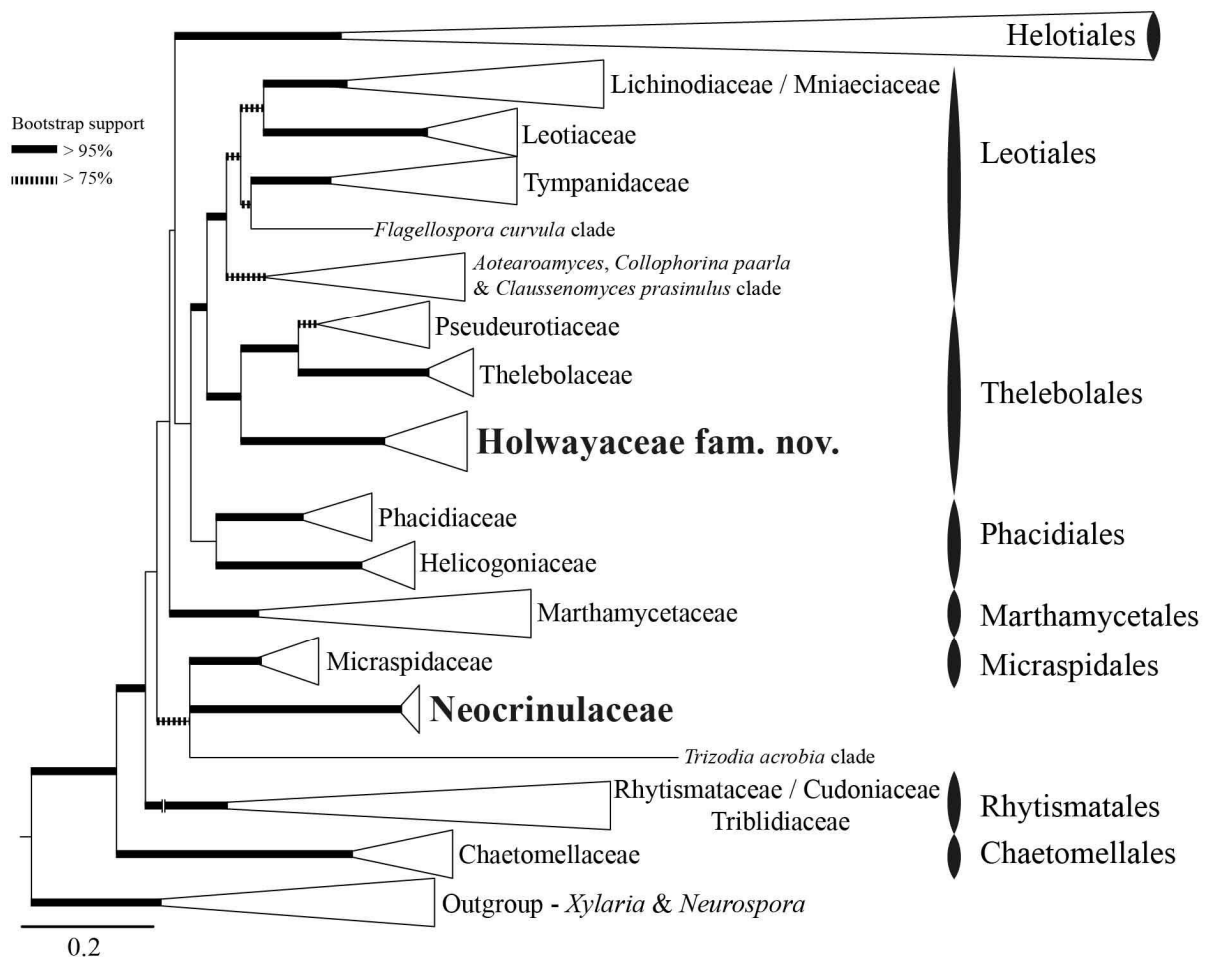 Helotiales
Lichinodiaceae / Mniaeciaceae
Bootstrap support
> 95%
> 75%
Leotiaceae
Leotiales
Tympanidaceae
Flagellospora curvula clade
Aotearoamyces, Collophorina paarla
& Claussenomyces prasinulus clade
Pseudeurotiaceae
Thelebolaceae
Thelebolales
Holwayaceae fam. nov.
Phacidiaceae
Phacidiales
Helicogoniaceae
Marthamycetaceae
Marthamycetales
Micraspidaceae
Micraspidales
Neocrinulaceae
Trizodia acrobia clade
Rhytismataceae / Cudoniaceae
Triblidiaceae
Rhytismatales
Chaetomellaceae
Chaetomellales
Outgroup - Xylaria & Neurospora
0.2